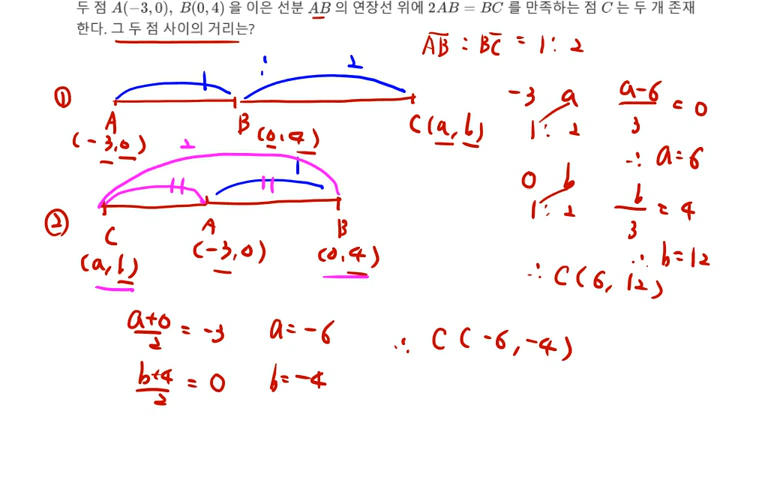 두 점 A(−3, 0), B(0, 4) 을 이은 선분 AB 의 연장선 위에 2AB = BC 를 만족하는 점 C 는 두 개 존재
한다. 그 두 점 사이의 거리는?
AB : BC = 1 : 2
① 1 : 2
A B C(a, b)
(-3, 0) (0, 4)
-3 a
1 : 2
a-6/3 = 0
∴ a=6
0 b
1 : 2
b/3 = 4
∴ b=12
∴ C(6, 12)
② 2 1
C A B
(a, b) (-3, 0) (0, 4)
a+0/2 = -3 a=-6
b+4/2 = 0 b=-4
∴ C(-6, -4)